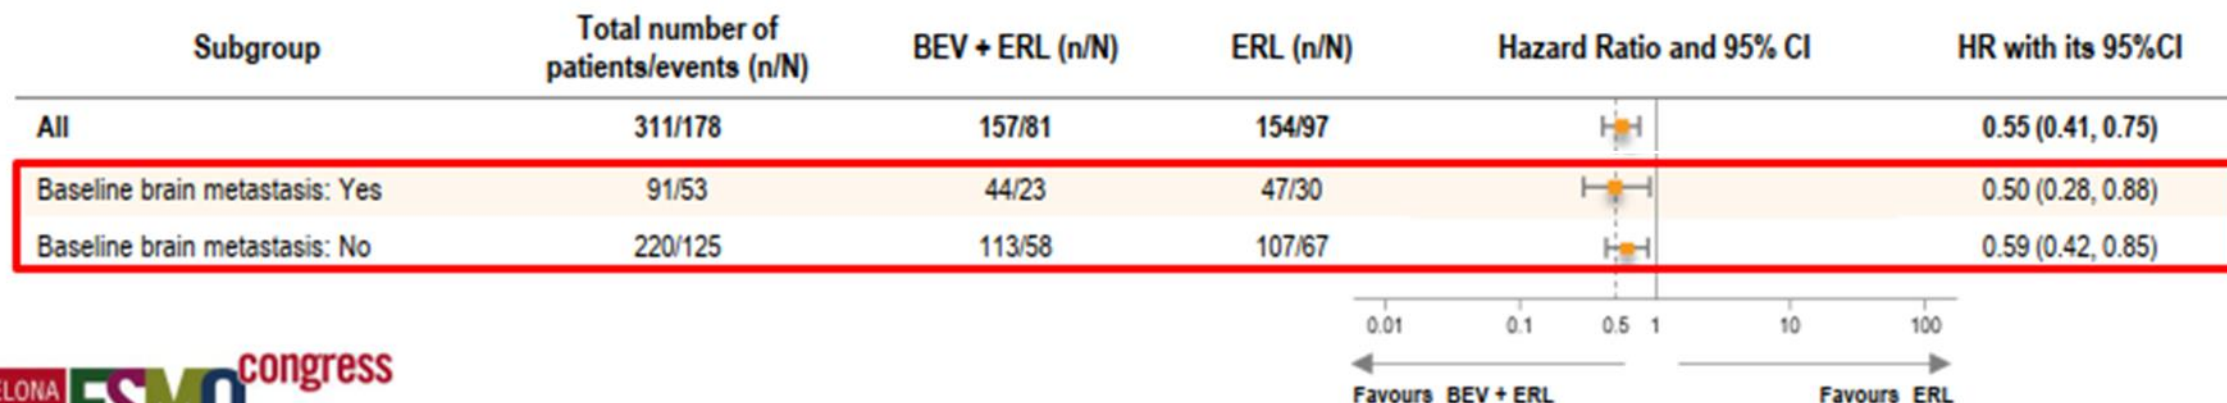 Subgroup Total number of patients/events (n/N) BEV + ERL (n/N) ERL (n/N) Hazard Ratio and 95% CI HR with its 95%CI
All 311/178 157/81 154/97 0.55 (0.41, 0.75)
Baseline brain metastasis: Yes 91/53 44/23 47/30 0.50 (0.28, 0.88)
Baseline brain metastasis: No 220/125 113/58 107/67 0.59 (0.42, 0.85)
0.01 0.1 0.5 1 10 100
Favours BEV + ERL Favours ERL
ELONA ESMO congress